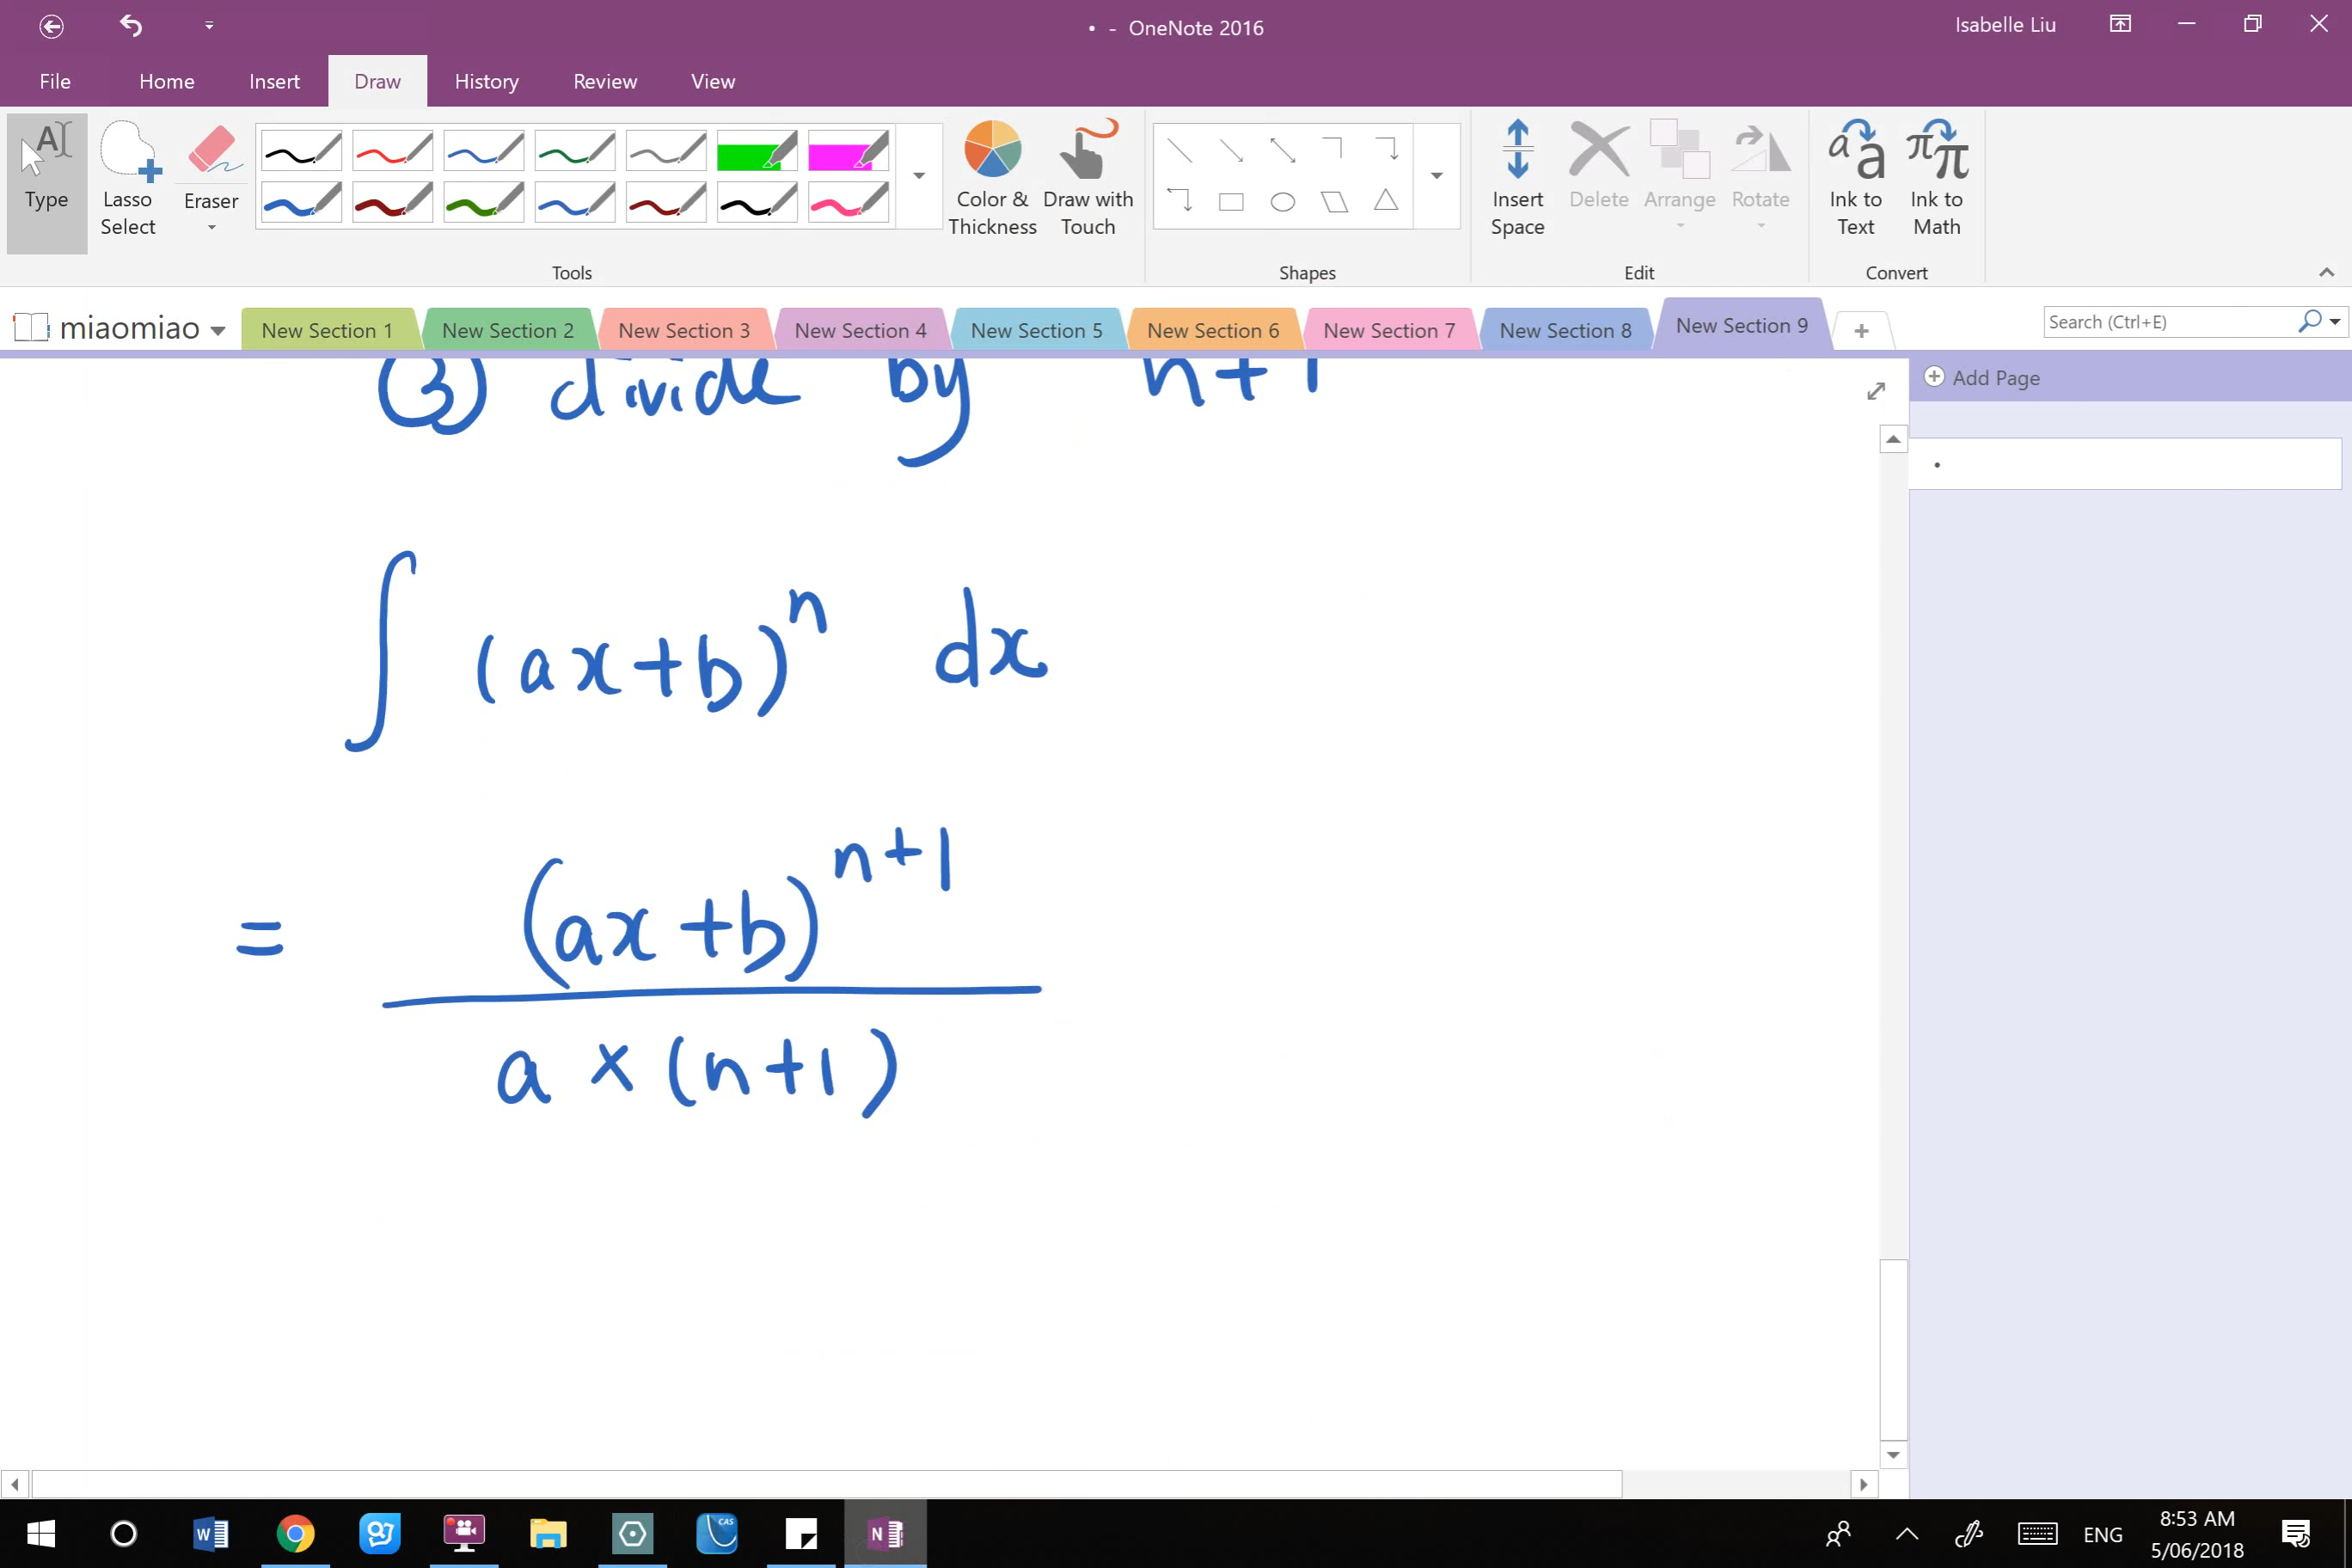 • - OneNote 2016 Isabelle Liu
File Home Insert Draw History Review View
Type Lasso Select Eraser Color & Thickness Draw with Touch Insert Space Delete Arrange Rotate Ink to Text Ink to Math
Tools Shapes Edit Convert
miaomiao New Section 1 New Section 2 New Section 3 New Section 4 New Section 5 New Section 6 New Section 7 New Section 8 New Section 9 + Search (Ctrl+E)
Add Page
③ divide by n+1
•
∫ (ax+b)^n dx
= (ax+b)^(n+1)
a × (n+1)
8:53 AM
ENG
5/06/2018